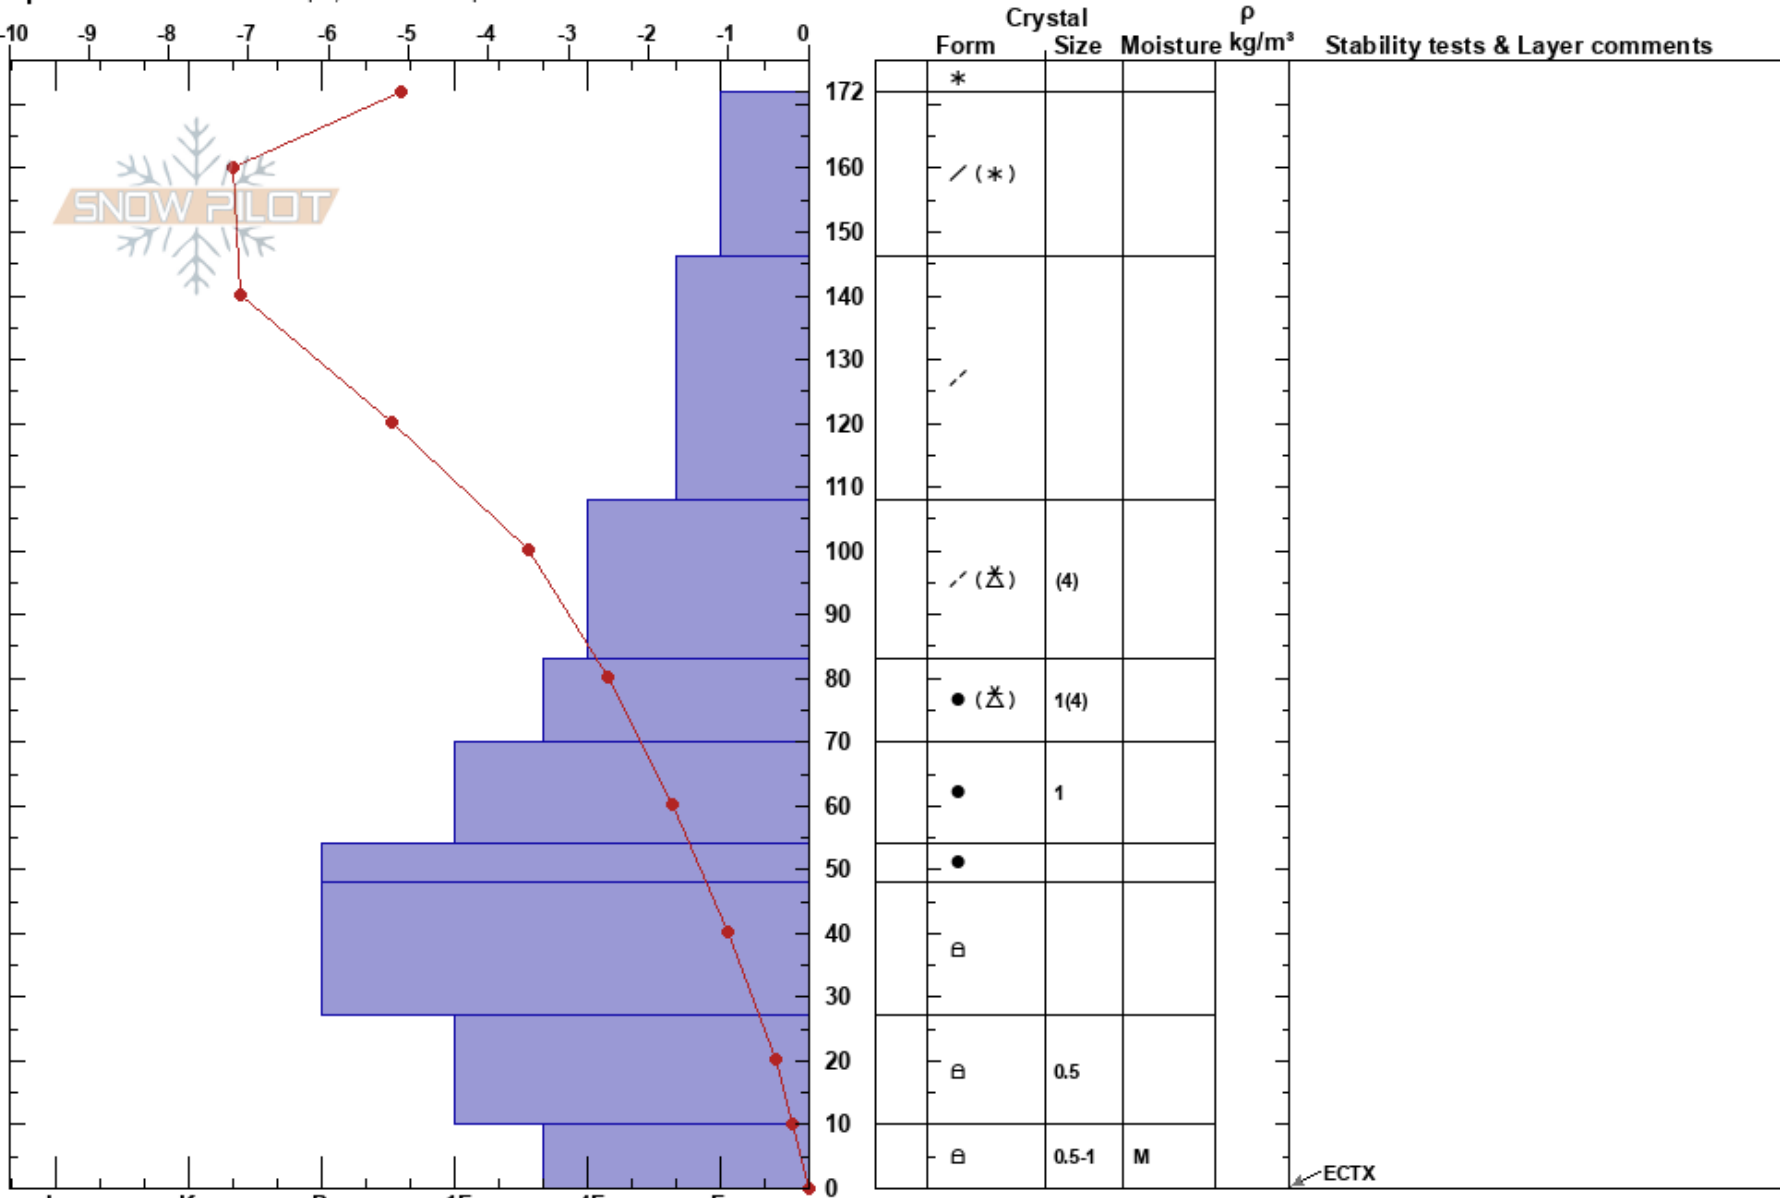 Crystal ρ
-10 -9 -8 -7 -6 -5 -4 -3 -2 -1 0 Form Size Moisture kg/m³ Stability tests & Layer comments
172
160 (*)
SNOW PILOT
150
140
130
120
110
100
( ) (4)
90
80 ( ) 1(4)
70
60 1
50
40
30
20 0.5
10
0.5-1 M
ECTX
0